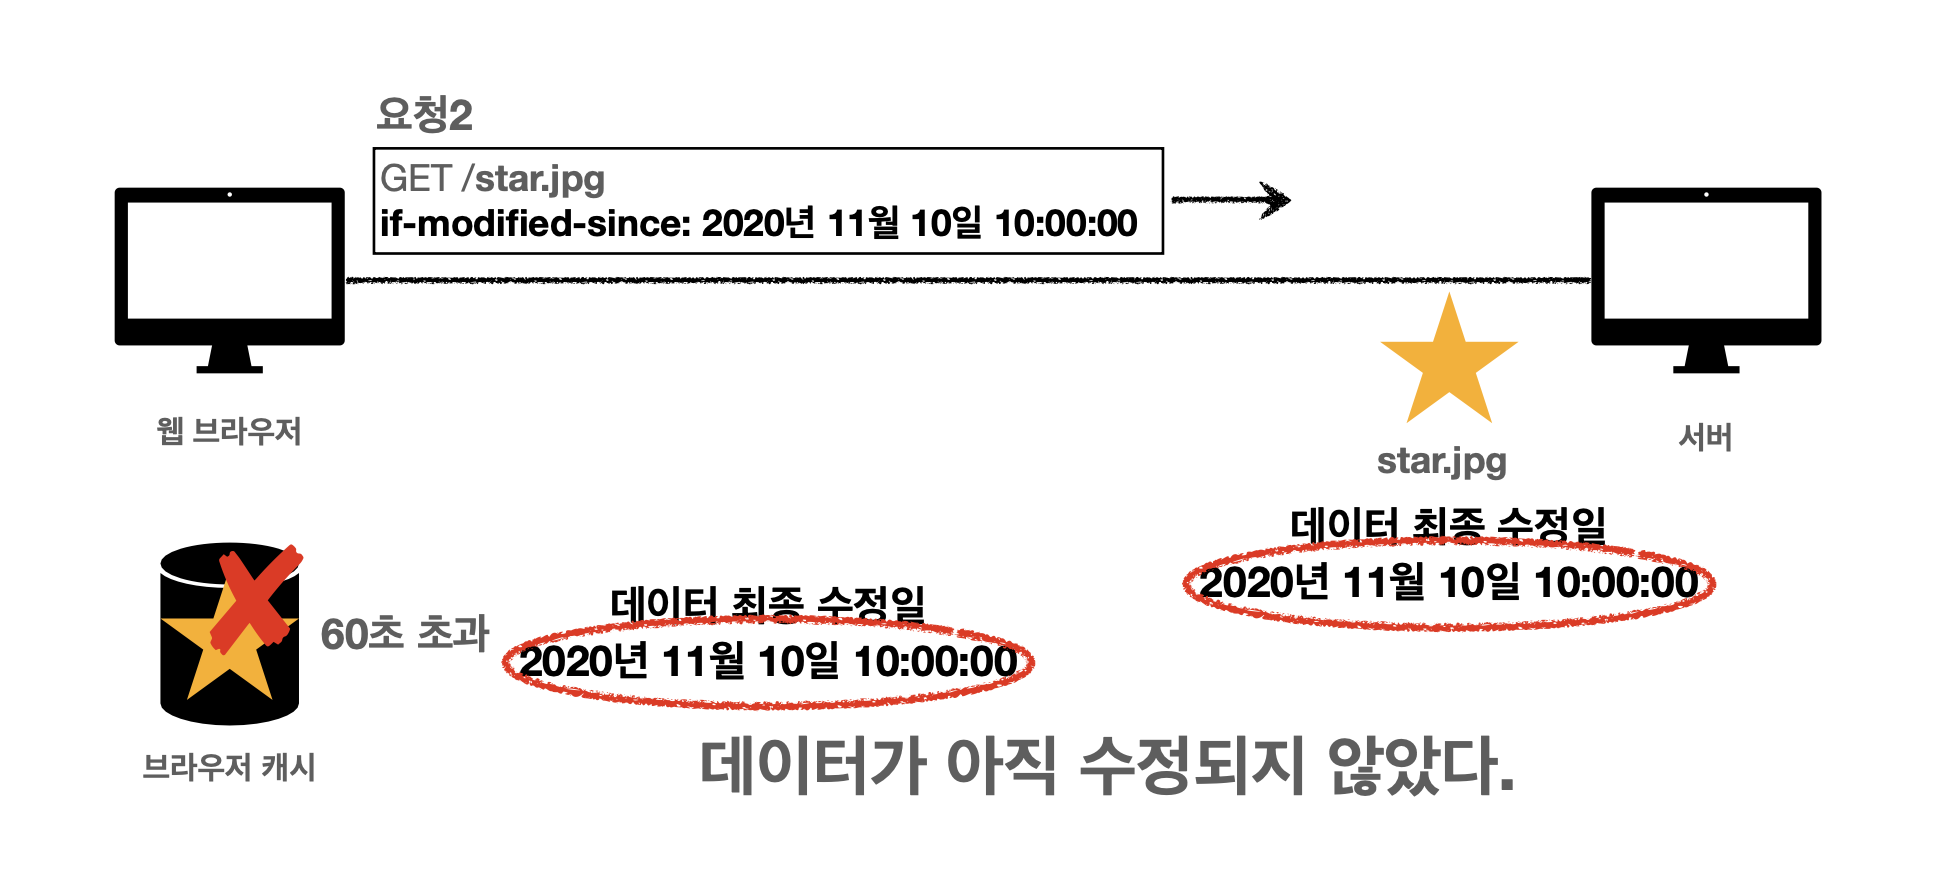 요청2
GET /star.jpg
if-modified-since: 2020년 11월 10일 10:00:00
웹 브라우저
서버
star.jpg
데이터 최종 수정일
2020년 11월 10일 10:00:00
60초 초과
데이터 최종 수정일
2020년 11월 10일 10:00:00
브라우저 캐시
데이터가 아직 수정되지 않았다.